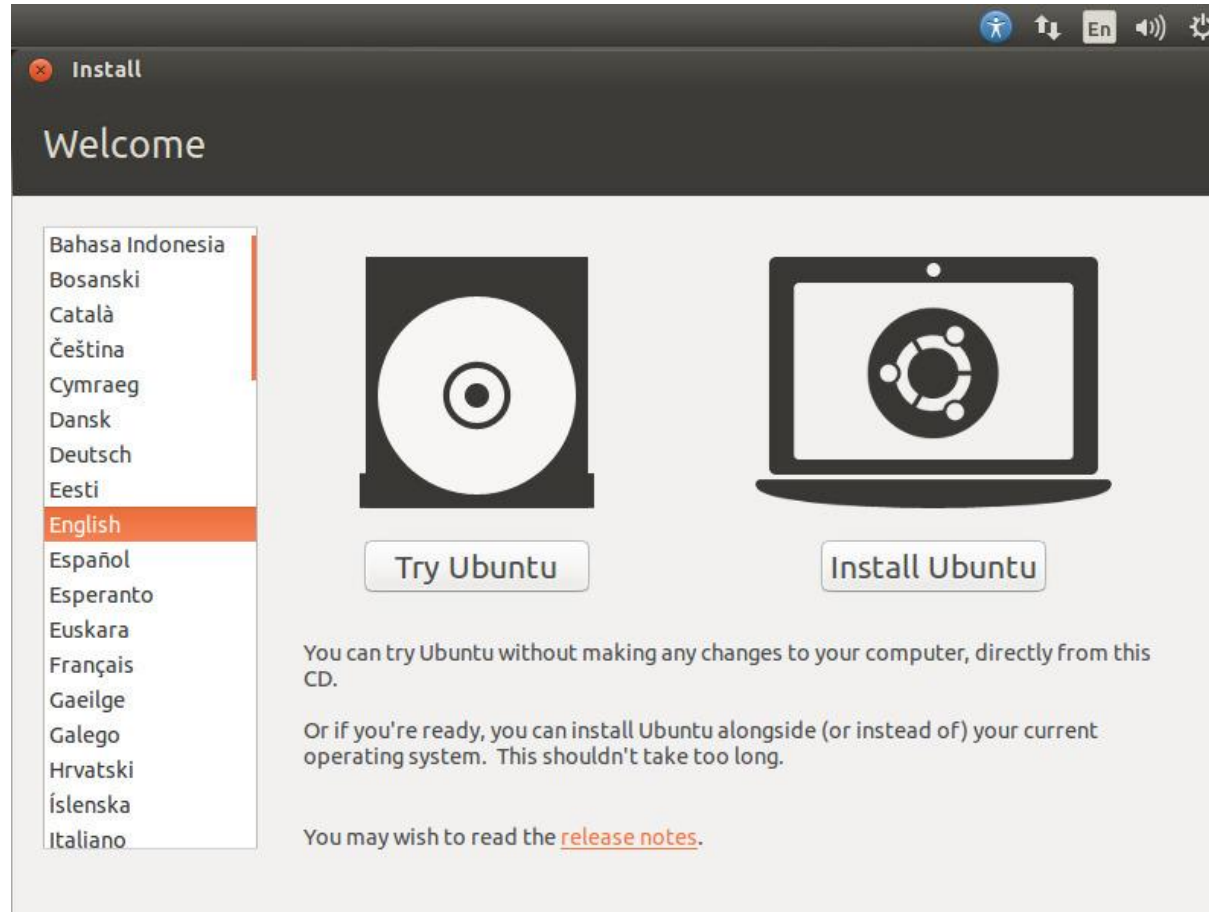 En
Install
Welcome
Bahasa Indonesia
Bosanski
Català
Čeština
Cymraeg
Dansk
Deutsch
Eesti
English
Español
Esperanto
Euskara
Français
Gaeilge
Galego
Hrvatski
Íslenska
Italiano
Try Ubuntu
Install Ubuntu
You can try Ubuntu without making any changes to your computer, directly from this
CD.
Or if you're ready, you can install Ubuntu alongside (or instead of) your current
operating system.  This shouldn't take too long.
You may wish to read the release notes.